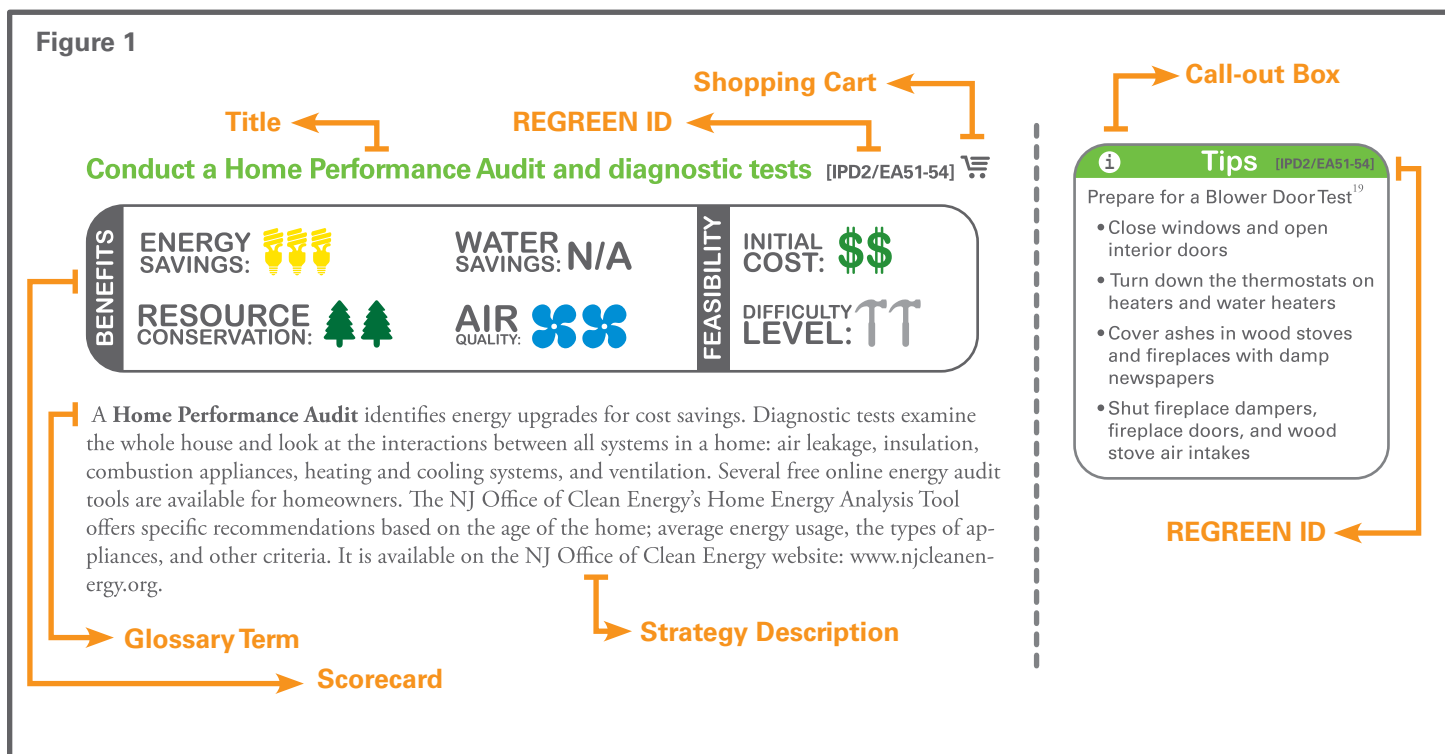 Figure 1
Shopping Cart
Title
REGREEN ID
Conduct a Home Performance Audit and diagnostic tests [IPD2/EA51-54]
BENEFITS
ENERGY
SAVINGS:
WATER
SAVINGS: N/A
RESOURCE
CONSERVATION:
AIR
QUALITY:
FEASIBILITY
INITIAL
COST: $$
DIFFICULTY
LEVEL:
A Home Performance Audit identifies energy upgrades for cost savings. Diagnostic tests examine
the whole house and look at the interactions between all systems in a home: air leakage, insulation,
combustion appliances, heating and cooling systems, and ventilation. Several free online energy audit
tools are available for homeowners. The NJ Office of Clean Energy’s Home Energy Analysis Tool
offers specific recommendations based on the age of the home; average energy usage, the types of ap-
pliances, and other criteria. It is available on the NJ Office of Clean Energy website: www.njcleanen-
ergy.org.
Glossary Term
Strategy Description
Scorecard
Call-out Box
i Tips [IPD2/EA51-54]
Prepare for a Blower Door Test19
• Close windows and open
interior doors
• Turn down the thermostats on
heaters and water heaters
• Cover ashes in wood stoves
and fireplaces with damp
newspapers
• Shut fireplace dampers,
fireplace doors, and wood
stove air intakes
REGREEN ID